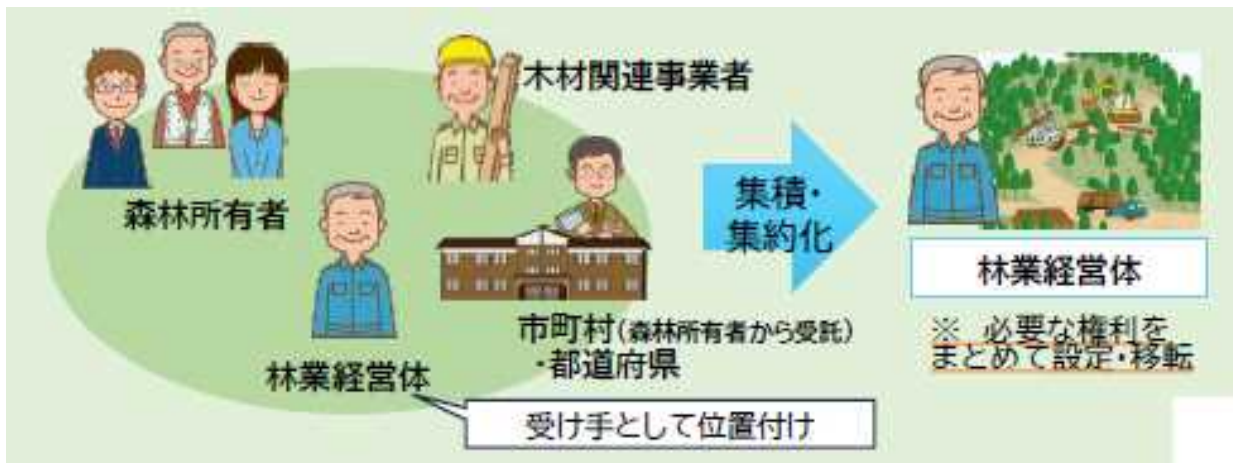 木材関連事業者
森林所有者
集積・
集約化
林業経営体
市町村(森林所有者から受託)
・都道府県
林業経営体
受け手として位置付け
※ 必要な権利を
まとめて設定・移転